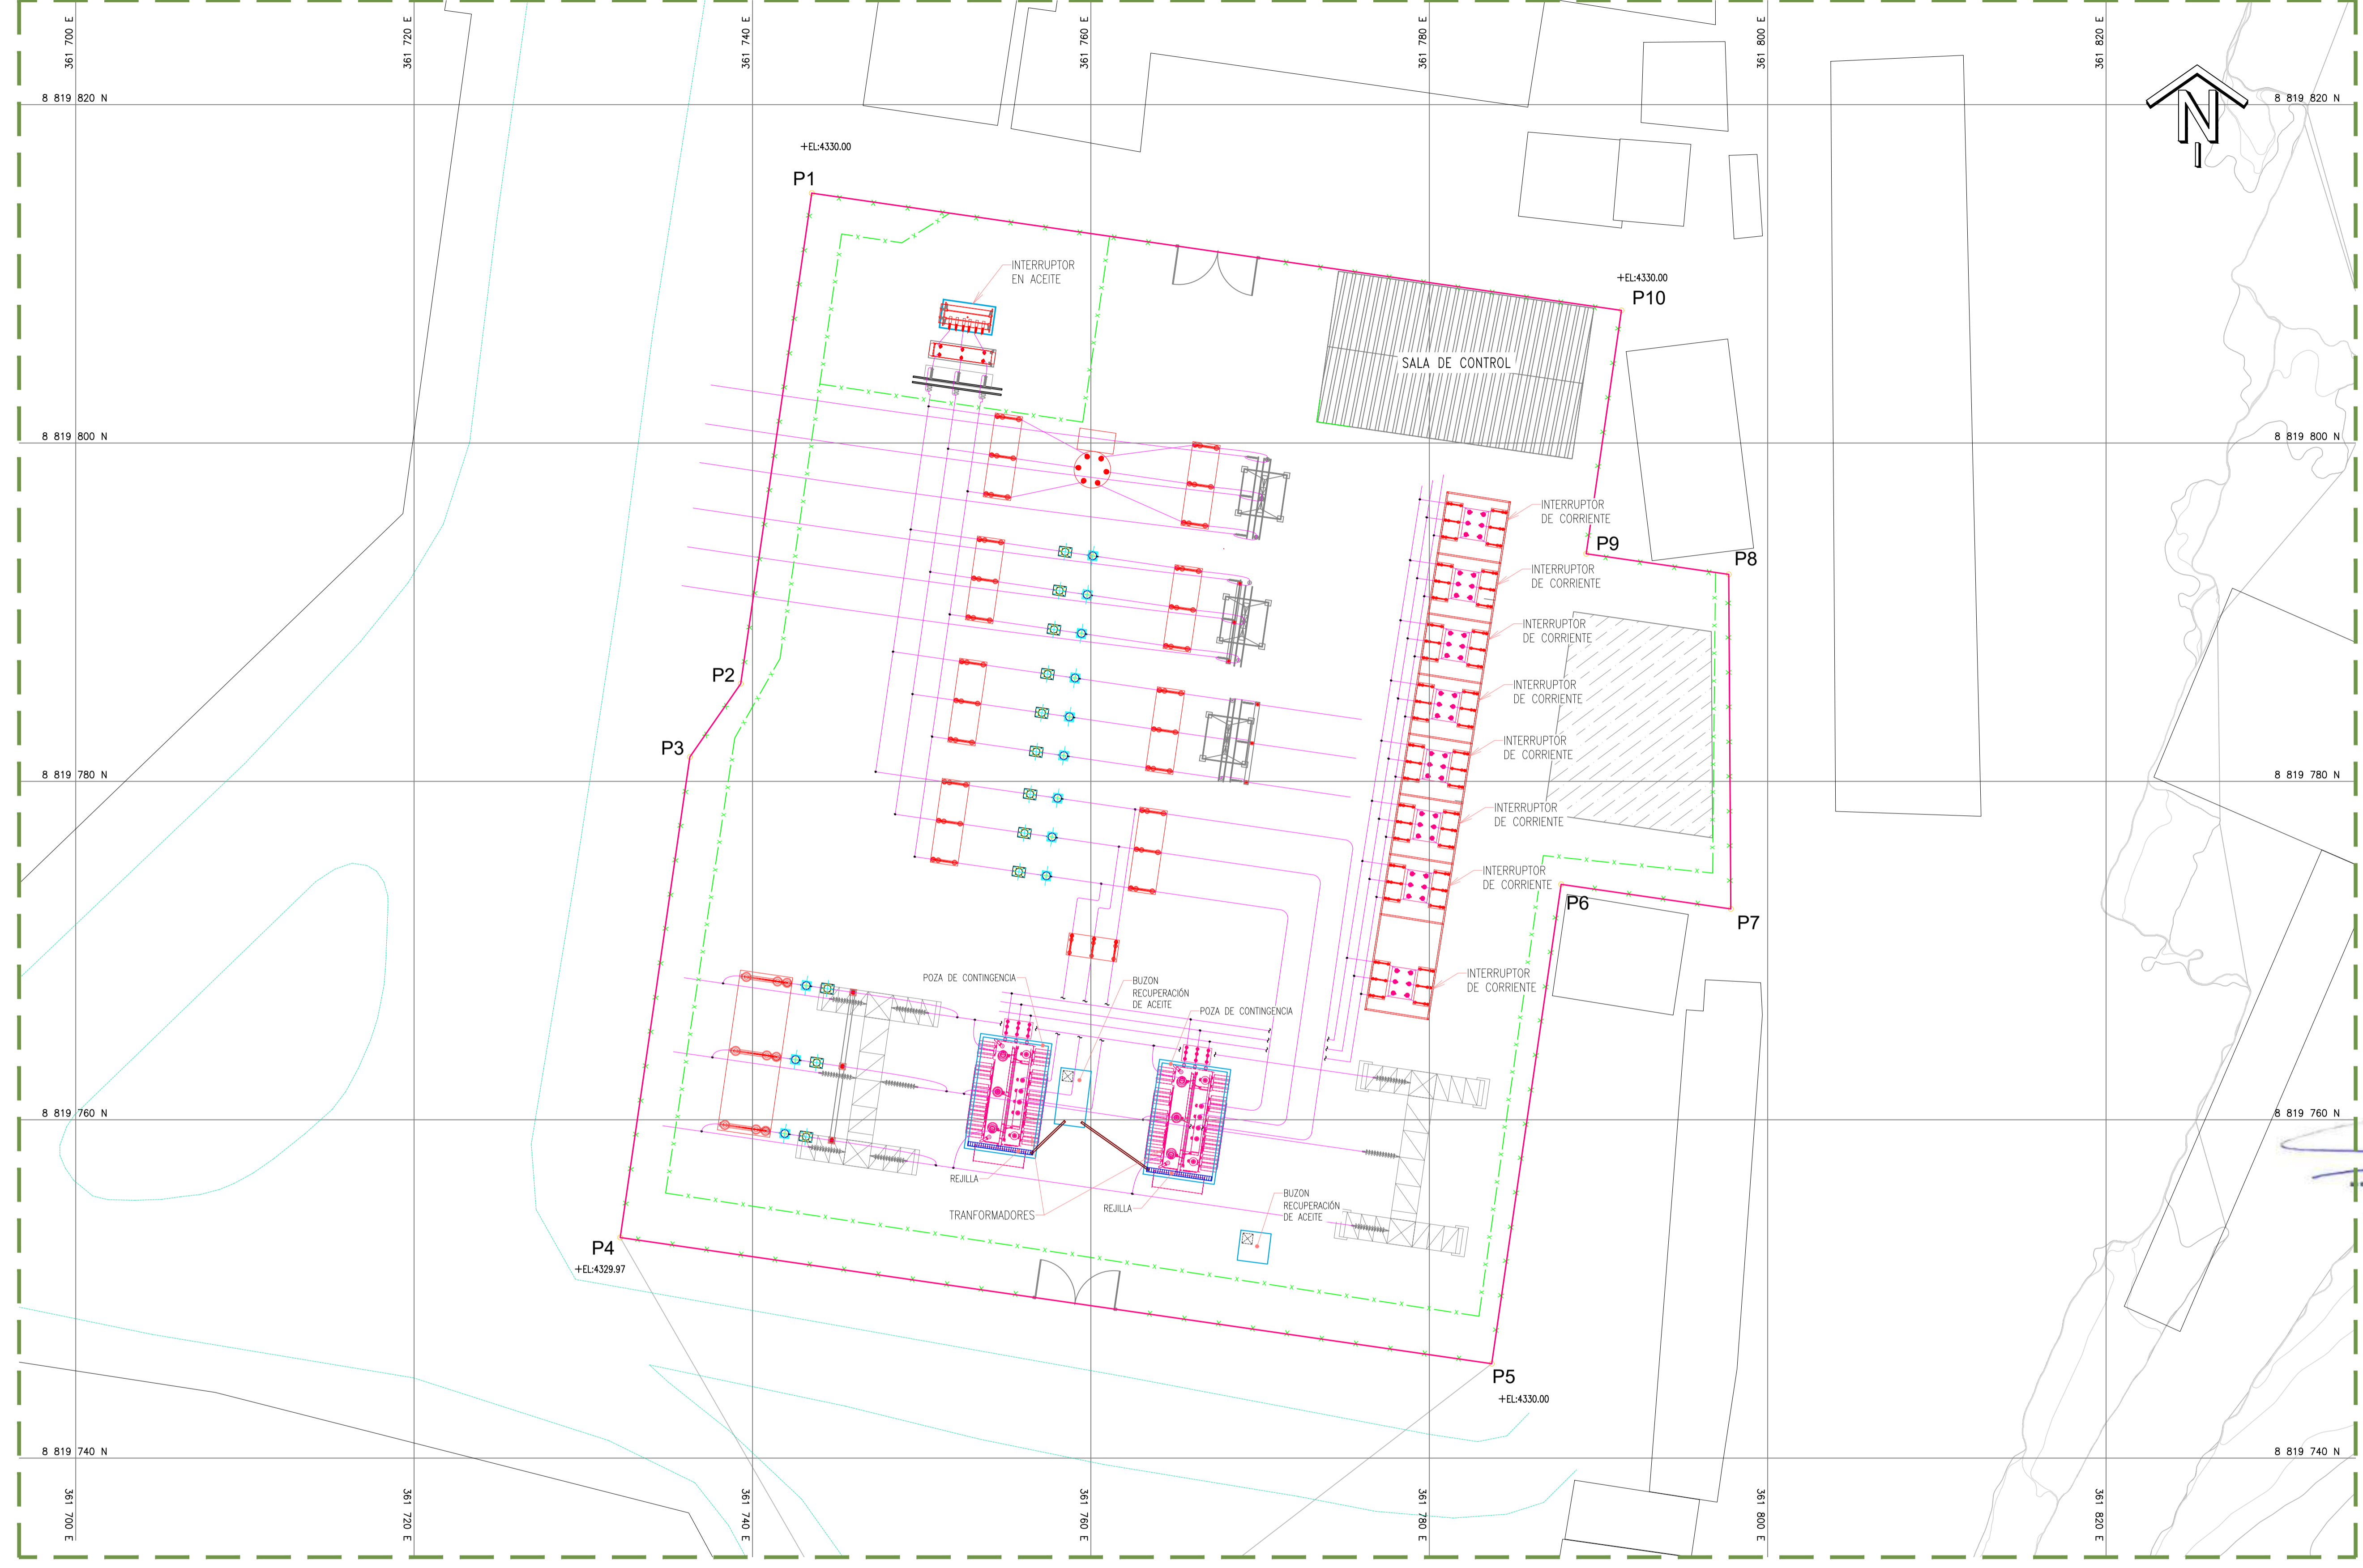 361 700 E
361 720 E
361 740 E
361 760 E
361 780 E
361 800 E
361 820 E
8 819 820 N
8 819 820 N
N
+EL:4330.00
P1
INTERRUPTOR
EN ACEITE
+EL:4330.00
P10
SALA DE CONTROL
8 819 800 N
8 819 800 N
INTERRUPTOR
DE CORRIENTE
P9
P8
INTERRUPTOR
DE CORRIENTE
INTERRUPTOR
DE CORRIENTE
P2
INTERRUPTOR
DE CORRIENTE
P3
INTERRUPTOR
DE CORRIENTE
8 819 780 N
8 819 780 N
INTERRUPTOR
DE CORRIENTE
INTERRUPTOR
DE CORRIENTE
P6
P7
POZA DE CONTINGENCIA
BUZON
RECUPERACIÓN
DE ACEITE
INTERRUPTOR
DE CORRIENTE
POZA DE CONTINGENCIA
8 819 760 N
8 819 760 N
REJILLA
TRANFORMADORES
REJILLA
BUZON
RECUPERACIÓN
DE ACEITE
P4
+EL:4329.97
P5
+EL:4330.00
8 819 740 N
8 819 740 N
361 700 E
361 720 E
361 740 E
361 760 E
361 780 E
361 800 E
361 820 E